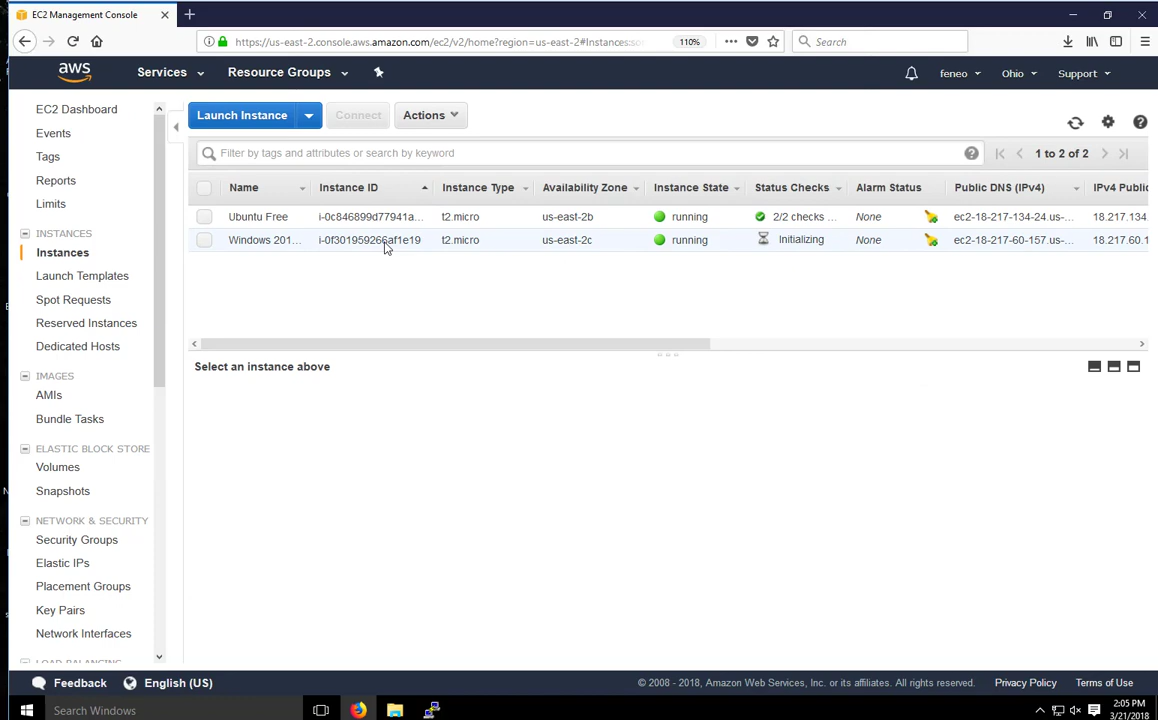 EC2 Management Console
https://us-east-2.console.aws.amazon.com/ec2/v2/home?region=us-east-2#Instances:so
110%
Search
aws
Services
Resource Groups
feneo
Ohio
Support
EC2 Dashboard
Events
Tags
Reports
Limits
INSTANCES
Instances
Launch Templates
Spot Requests
Reserved Instances
Dedicated Hosts
IMAGES
AMIs
Bundle Tasks
ELASTIC BLOCK STORE
Volumes
Snapshots
NETWORK & SECURITY
Security Groups
Elastic IPs
Placement Groups
Key Pairs
Network Interfaces
LOAD BALANCING
Launch Instance
Connect
Actions
Filter by tags and attributes or search by keyword
1 to 2 of 2
Name Instance ID Instance Type Availability Zone Instance State Status Checks Alarm Status Public DNS (IPv4) IPv4 Public
Ubuntu Free i-0c846899d77941a... t2.micro us-east-2b running 2/2 checks ... None ec2-18-217-134-24.us-... 18.217.134
Windows 201... i-0f301959266af1e19 t2.micro us-east-2c running Initializing None ec2-18-217-60-157.us-... 18.217.60.1
Select an instance above
Feedback
English (US)
© 2008 - 2018, Amazon Web Services, Inc. or its affiliates. All rights reserved.
Privacy Policy
Terms of Use
Search Windows
2:05 PM
3/21/2018